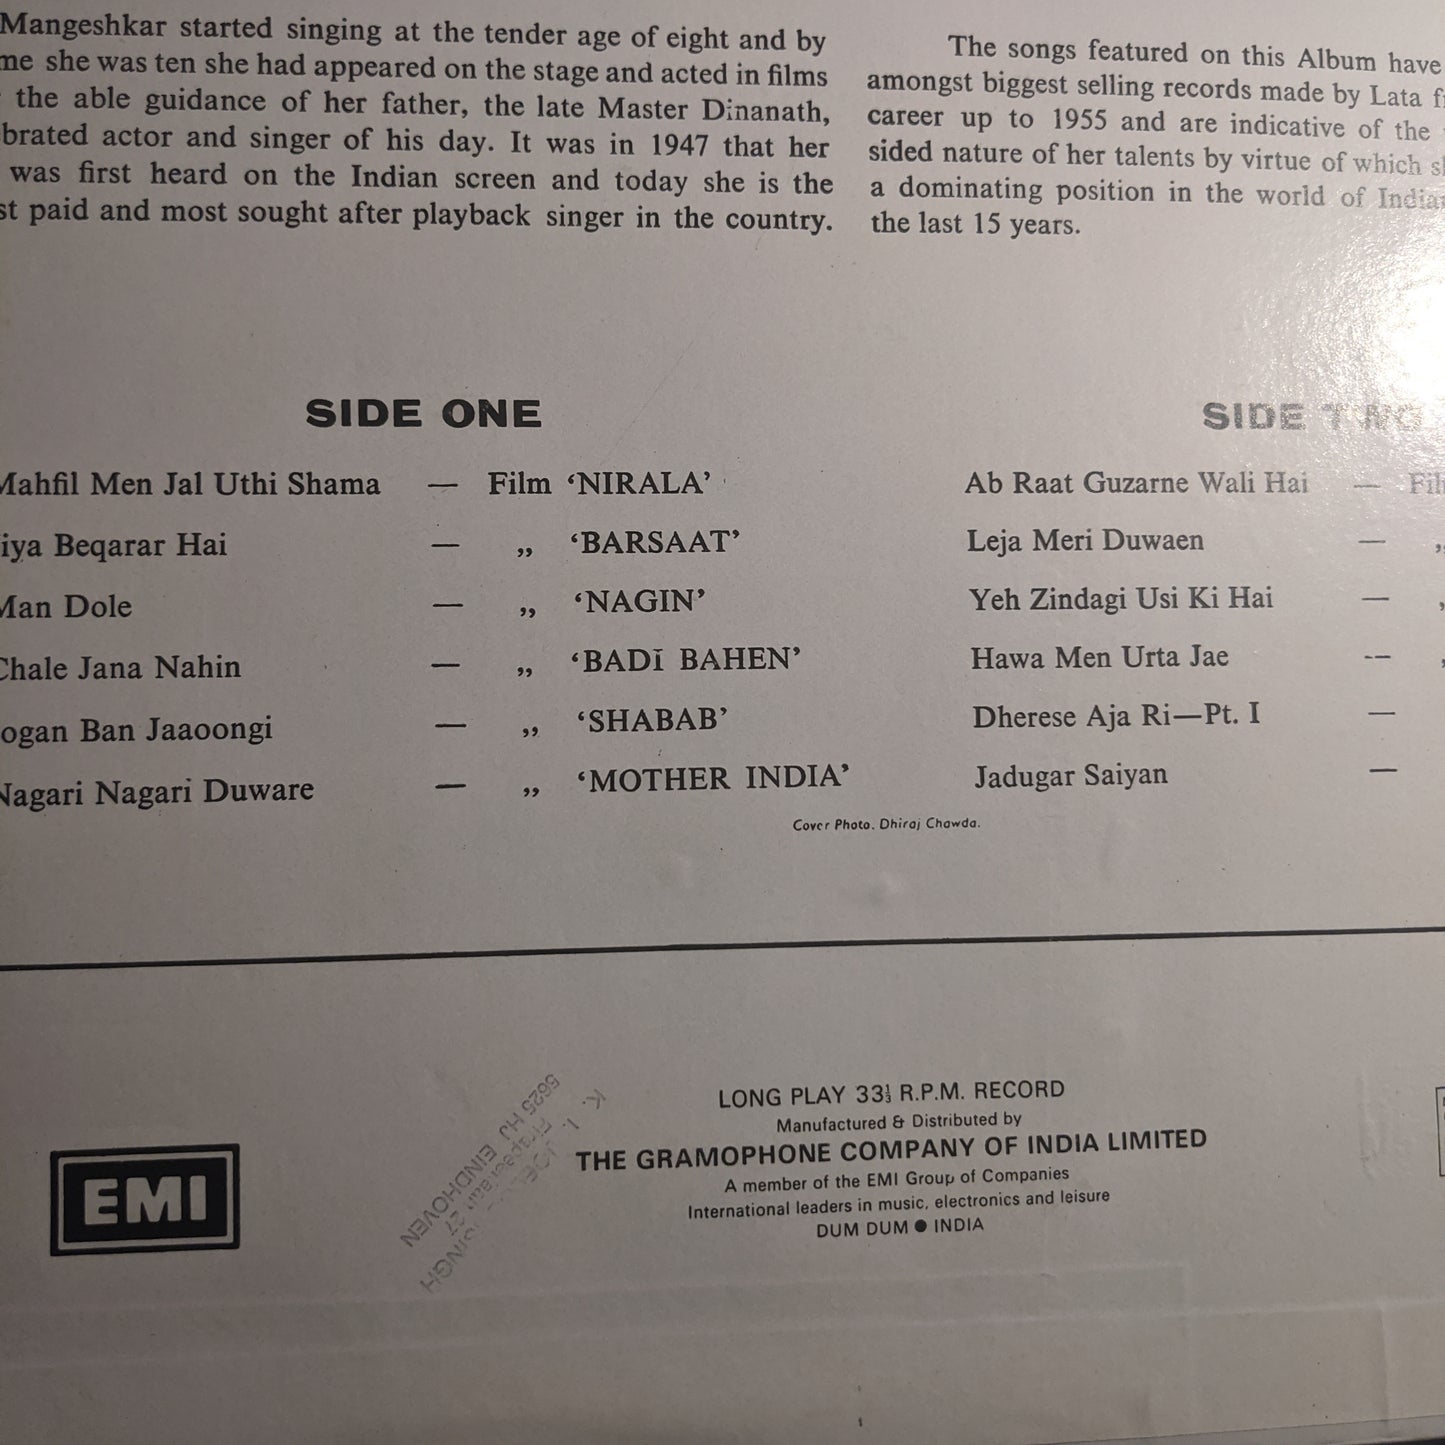 Mangeshkar started singing at the tender age of eight and by
she was ten she had appeared on the stage and acted in films
the able guidance of her father, the late Master Dinanath,
actor and singer of his day. It was in 1947 that her
was first heard on the Indian screen and today she is the
paid and most sought after playback singer in the country.
The songs featured on this Album have
amongst biggest selling records made by Lata
career up to 1955 and are indicative of the
sided nature of her talents by virtue of which
a dominating position in the world of
the last 15 years.
SIDE ONE
Mahfil Men Jal Uthi Shama — Film ‘NIRALA’
Beqarar Hai — ,, ‘BARSAAT’
Man Dole — ,, ‘NAGIN’
Chale Jana Nahin — ,, ‘BADI BAHEN’
Ban Jaaoongi — ,, ‘SHABAB’
Nagari Nagari Duware — ,, ‘MOTHER INDIA’
SIDE TWO
Ab Raat Guzarne Wali Hai —
Leja Meri Duwaen —
Yeh Zindagi Usi Ki Hai —
Hawa Men Urta Jae —
Dherese Aja Ri—Pt. I —
Jadugar Saiyan —
Cover Photo. Dhiraj Chawda.
EMI
K. L. SINGH
27
5625 HJ EINDHOVEN
LONG PLAY 33⅓ R.P.M. RECORD
Manufactured & Distributed by
THE GRAMOPHONE COMPANY OF INDIA LIMITED
A member of the EMI Group of Companies
International leaders in music, electronics and leisure
DUM DUM ● INDIA